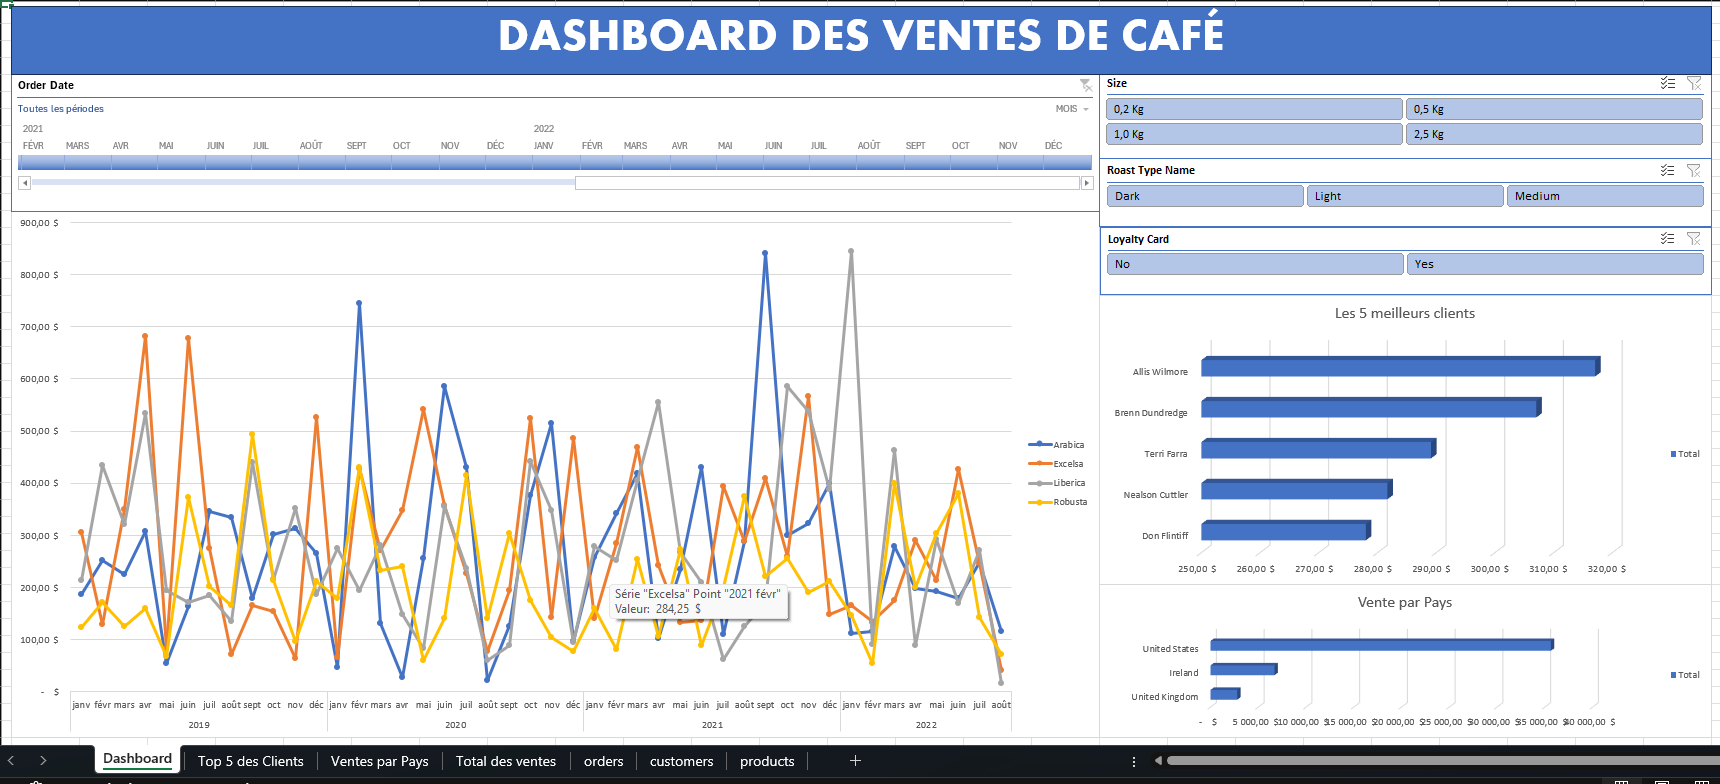 DASHBOARD DES VENTES DE CAFÉ
Order Date
Toutes les périodes
MOIS
2021 2022
FÉVR MARS AVR MAI JUIN JUIL AOÛT SEPT OCT NOV DÉC JANV FÉVR MARS AVR MAI JUIN JUIL AOÛT SEPT OCT NOV DÉC
Size
0,2 Kg 0,5 Kg
1,0 Kg 2,5 Kg
Roast Type Name
Dark Light Medium
Loyalty Card
No Yes
900,00 $
800,00 $
700,00 $
600,00 $
500,00 $
400,00 $
300,00 $
200,00 $
100,00 $
- $
Arabica
Excelsa
Liberica
Robusta
Série "Excelsa" Point "2021 févr"
Valeur: 284,25 $
janv févr mars avr mai juin juil août sept oct nov déc janv févr mars avr mai juin juil août sept oct nov déc janv févr mars avr mai juin juil août sept oct nov déc janv févr mars avr mai juin juil août
2019 2020 2021 2022
Les 5 meilleurs clients
Allis Wilmore
Brenn Dundredge
Terri Farra
Nealson Cuttler
Don Flintiff
Total
250,00 $ 260,00 $ 270,00 $ 280,00 $ 290,00 $ 300,00 $ 310,00 $ 320,00 $
Vente par Pays
United States
Ireland
United Kingdom
Total
- $ 5 000,00 $ 10 000,00 $ 15 000,00 $ 20 000,00 $ 25 000,00 $ 30 000,00 $ 35 000,00 $ 40 000,00 $
Dashboard Top 5 des Clients Ventes par Pays Total des ventes orders customers products